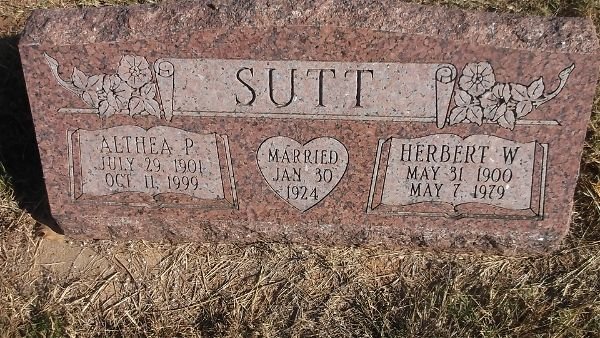 SUTT
ALTHEA P.
JULY 29, 1901
OCT 11, 1999
MARRIED
JAN 30
1924
HERBERT W.
MAY 31 1900
MAY 7, 1979